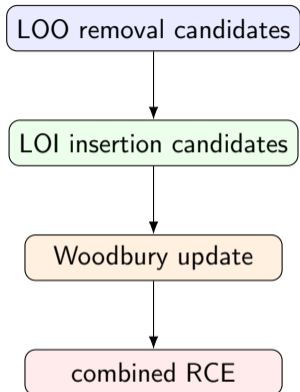 LOO removal candidates
LOI insertion candidates
Woodbury update
combined RCE